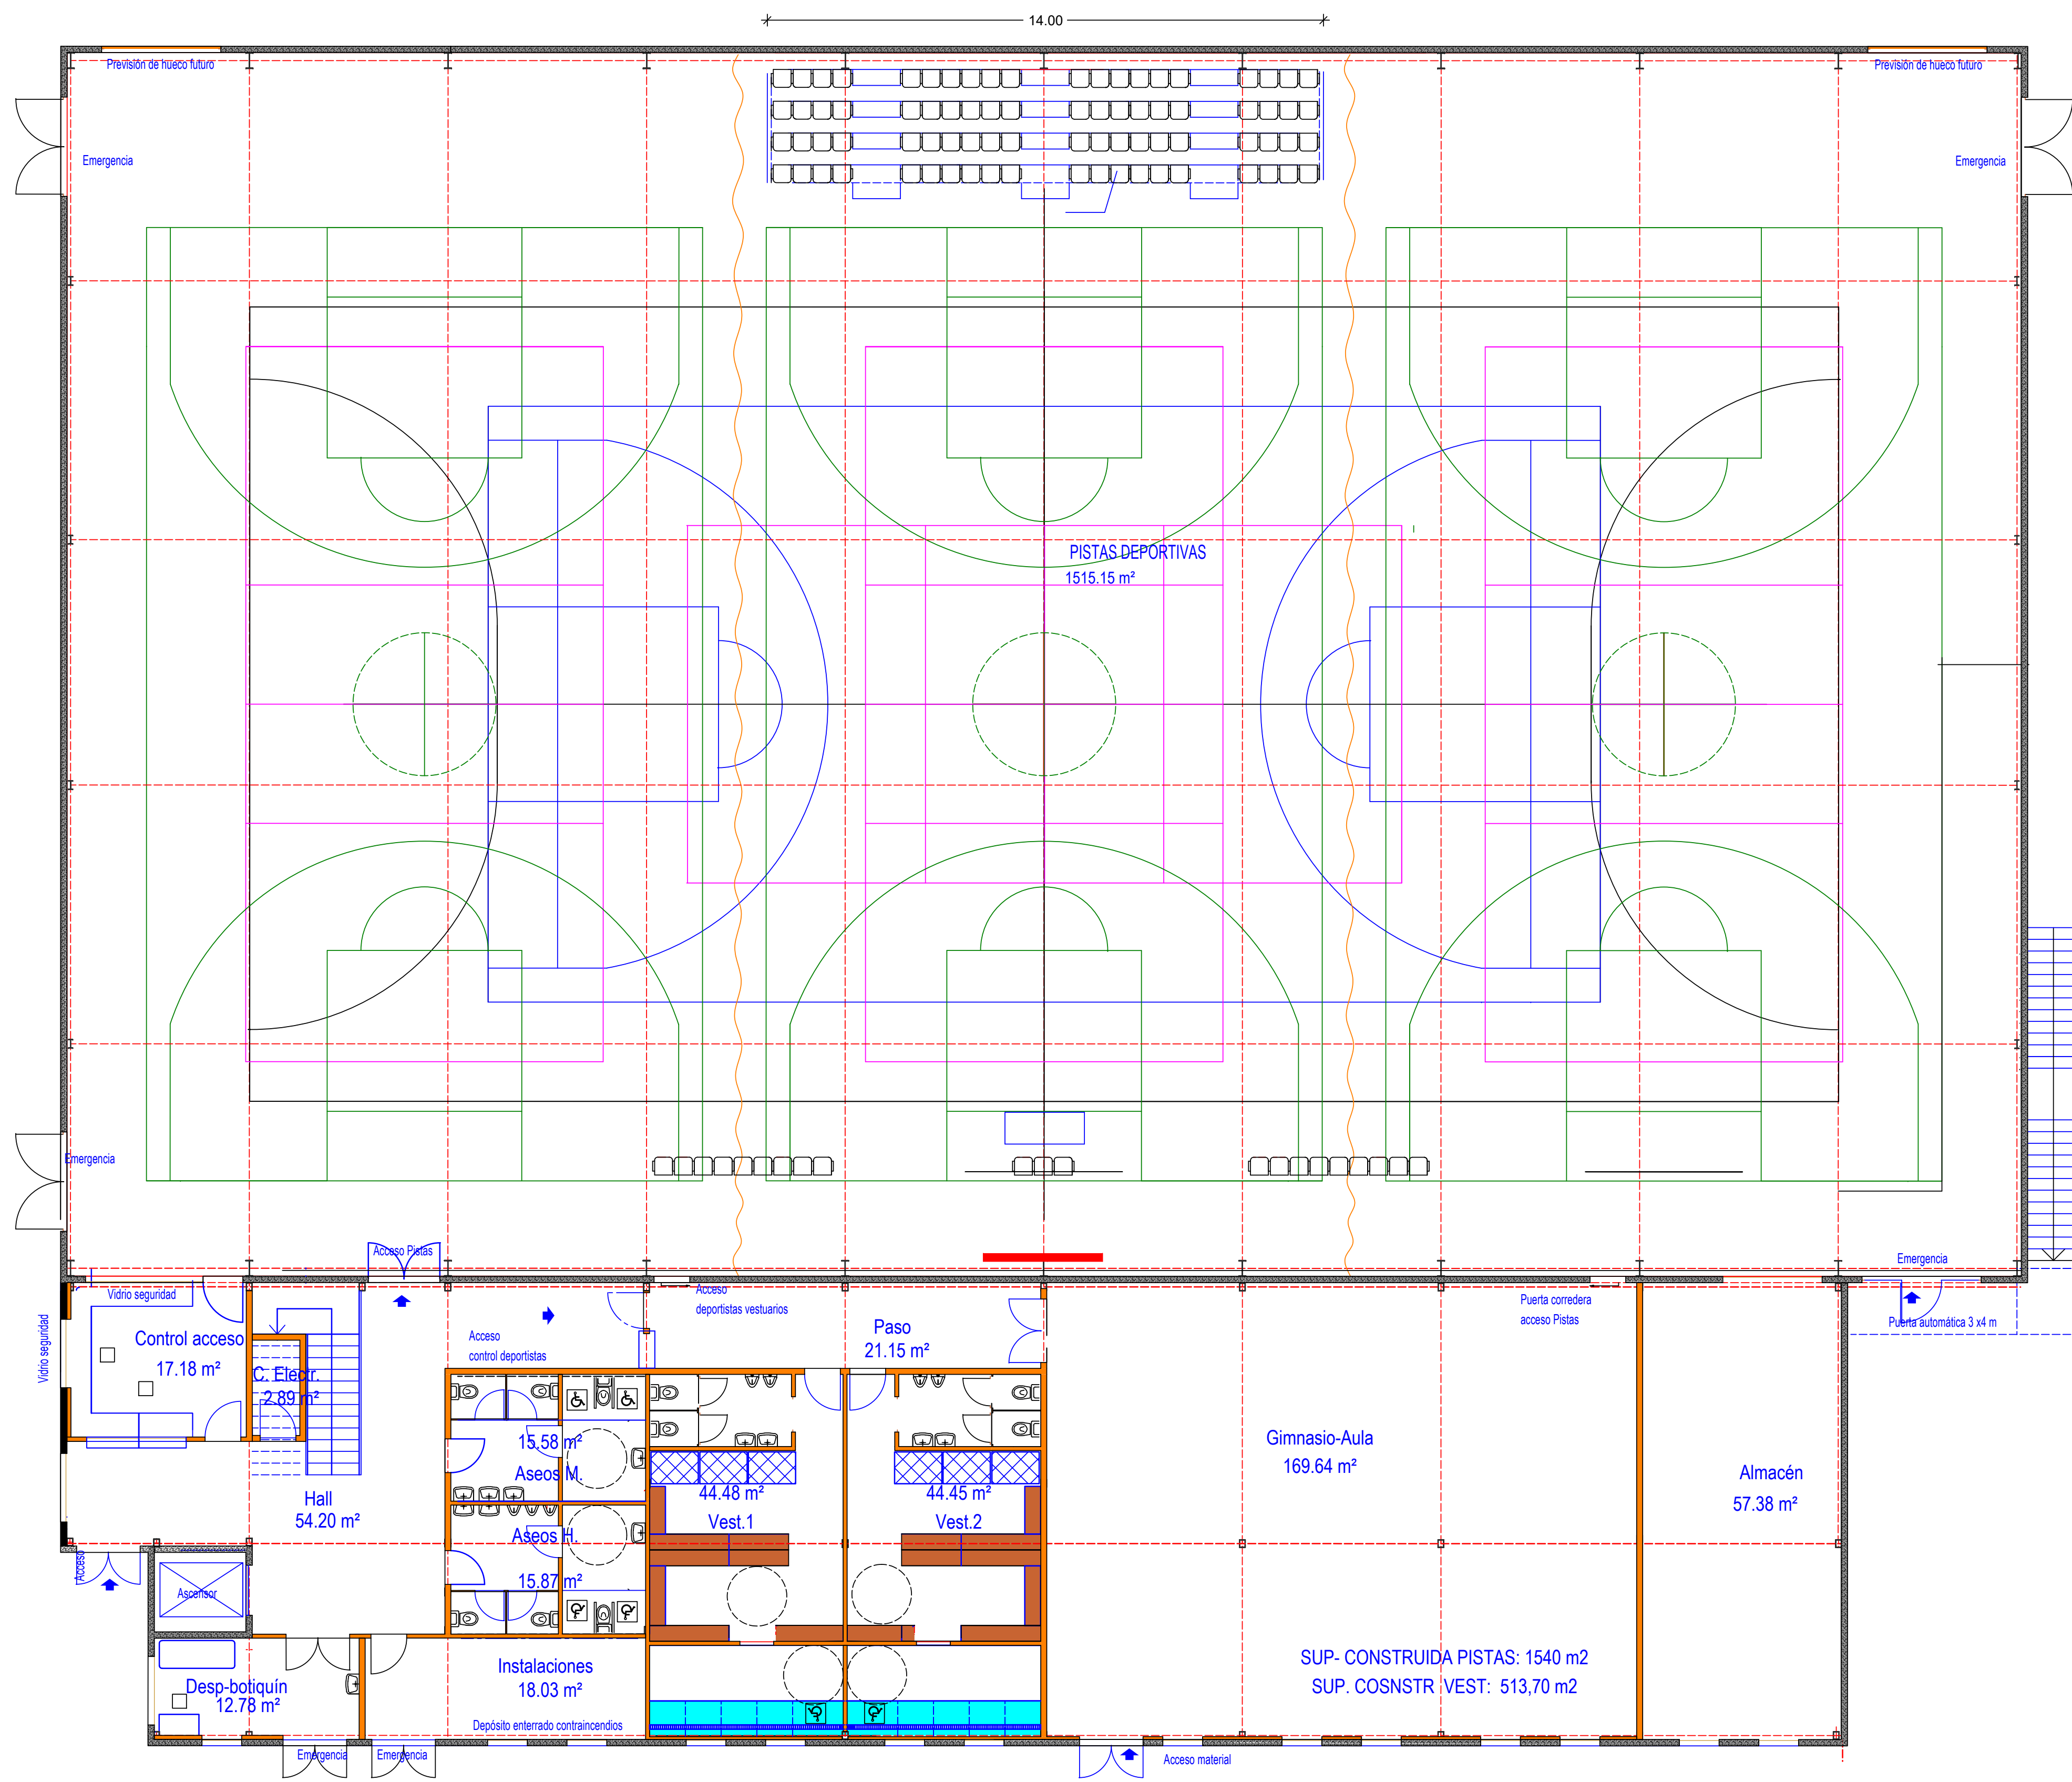 14.00
Previsión de hueco futuro
Previsión de hueco futuro
Emergencia
Emergencia
PISTAS DEPORTIVAS
1515.15 m²
Emergencia
Acceso Pistas
Emergencia
Vidrio seguridad
Vidrio seguridad
Control acceso
17.18 m²
C. Electr.
2.89 m²
Acceso
control deportistas
Acceso
deportistas vestuarios
Paso
21.15 m²
Puerta corredera
acceso Pistas
Puerta automática 3 x4 m
15.58 m²
Aseos M.
Aseos H.
15.87 m²
44.48 m²
Vest.1
44.45 m²
Vest.2
Gimnasio-Aula
169.64 m²
Almacén
57.38 m²
Hall
54.20 m²
Acceso
Ascensor
Desp-botiquín
12.78 m²
Instalaciones
18.03 m²
Depósito enterrado contraincendios
SUP- CONSTRUIDA PISTAS: 1540 m2
SUP. COSNSTR VEST: 513,70 m2
Emergencia
Emergencia
Acceso material